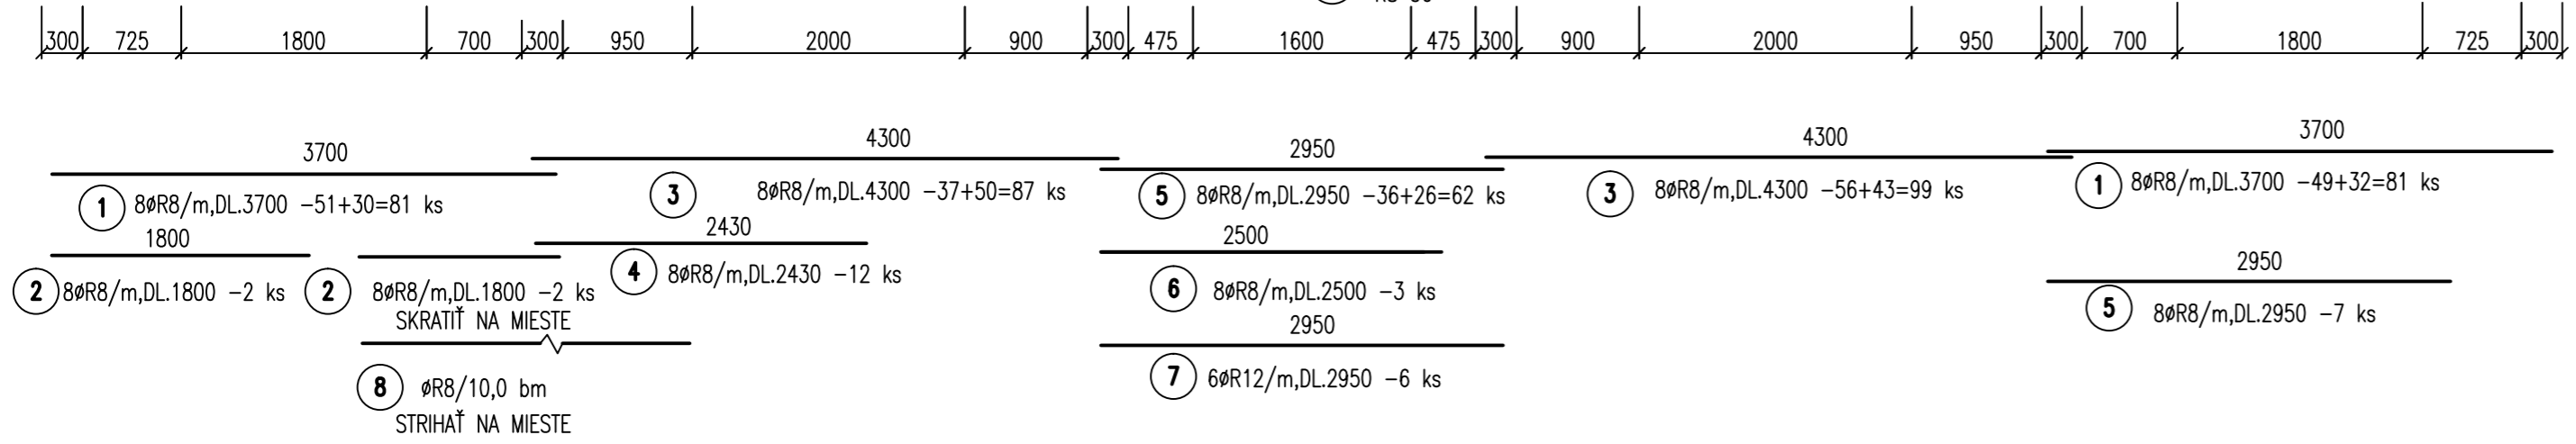 300 725 1800 700 300 950 2000 900 300 475 1600 475 300 900 2000 950 300 700 1800 725 300
3700
1 8øR8/m,DL.3700 -51+30=81 ks
4300
3 8øR8/m,DL.4300 -37+50=87 ks
2950
5 8øR8/m,DL.2950 -36+26=62 ks
4300
3 8øR8/m,DL.4300 -56+43=99 ks
3700
1 8øR8/m,DL.3700 -49+32=81 ks
1800
2 8øR8/m,DL.1800 -2 ks
2 8øR8/m,DL.1800 -2 ks
SKRATIŤ NA MIESTE
2430
4 8øR8/m,DL.2430 -12 ks
2500
6 8øR8/m,DL.2500 -3 ks
2950
5 8øR8/m,DL.2950 -7 ks
8 øR8/10,0 bm
STRIHAŤ NA MIESTE
2950
7 6øR12/m,DL.2950 -6 ks